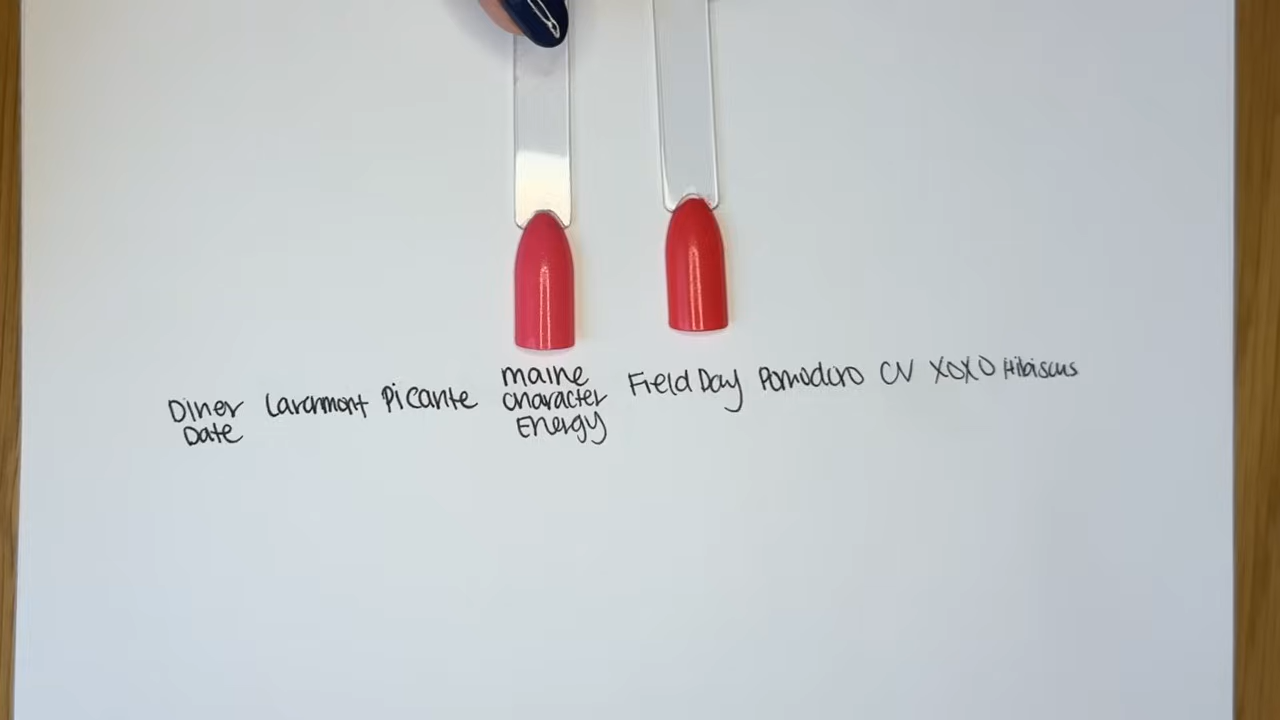 Diner Date
Larchmont
Picante
maine character Energy
Field Day
Pomodoro
CV
XOXO
Hibiscus